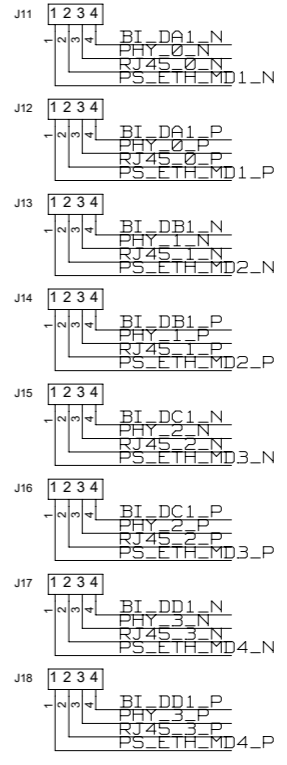 J11 1 2 3 4
1 2 3 4
BI_DA1_N
PHY_0_N
RJ45_0_N
PS_ETH_MD1_N
J12 1 2 3 4
1 2 3 4
BI_DA1_P
PHY_0_P
RJ45_0_P
PS_ETH_MD1_P
J13 1 2 3 4
1 2 3 4
BI_DB1_N
PHY_1_N
RJ45_1_N
PS_ETH_MD2_N
J14 1 2 3 4
1 2 3 4
BI_DB1_P
PHY_1_P
RJ45_1_P
PS_ETH_MD2_P
J15 1 2 3 4
1 2 3 4
BI_DC1_N
PHY_2_N
RJ45_2_N
PS_ETH_MD3_N
J16 1 2 3 4
1 2 3 4
BI_DC1_P
PHY_2_P
RJ45_2_P
PS_ETH_MD3_P
J17 1 2 3 4
1 2 3 4
BI_DD1_N
PHY_3_N
RJ45_3_N
PS_ETH_MD4_N
J18 1 2 3 4
1 2 3 4
BI_DD1_P
PHY_3_P
RJ45_3_P
PS_ETH_MD4_P